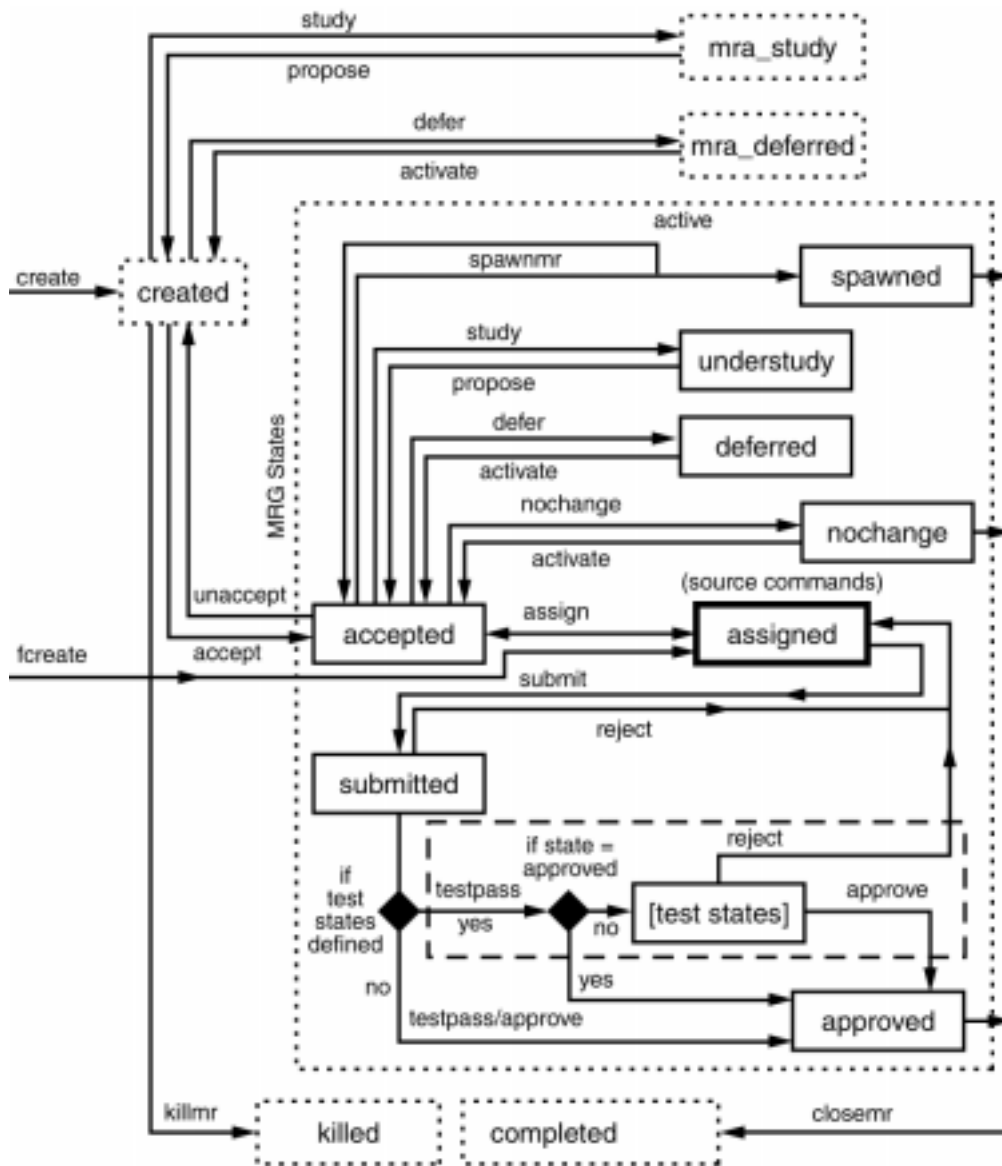 study
mra_study
propose
defer
mra_deferred
activate
active
create
created
spawnmr
spawned
study
understudy
propose
MRG States
defer
deferred
activate
nochange
nochange
activate
(source commands)
unaccept
accepted
assign
assigned
fcreate
accept
submit
reject
submitted
reject
if state =
approved
if
test
states
defined
testpass
yes
no
[test states]
approve
no
yes
testpass/approve
approved
killmr
killed
completed
closemr